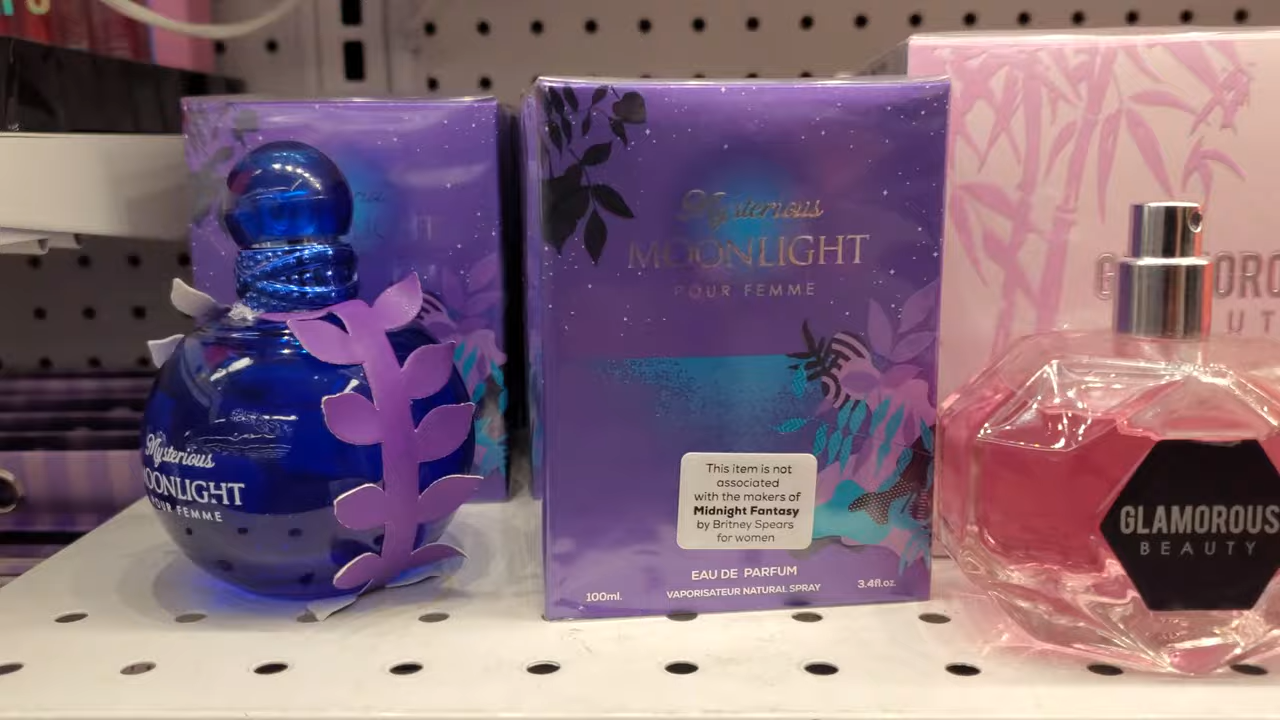 Mysterious
MOONLIGHT
POUR FEMME
This item is not
associated
with the makers of
Midnight Fantasy
by Britney Spears
for women
EAU DE PARFUM
100ml.
VAPORISATEUR NATURAL SPRAY
3.4fl.oz.
Mysterious
MOONLIGHT
POUR FEMME
GLAMOROUS
BEAUTY